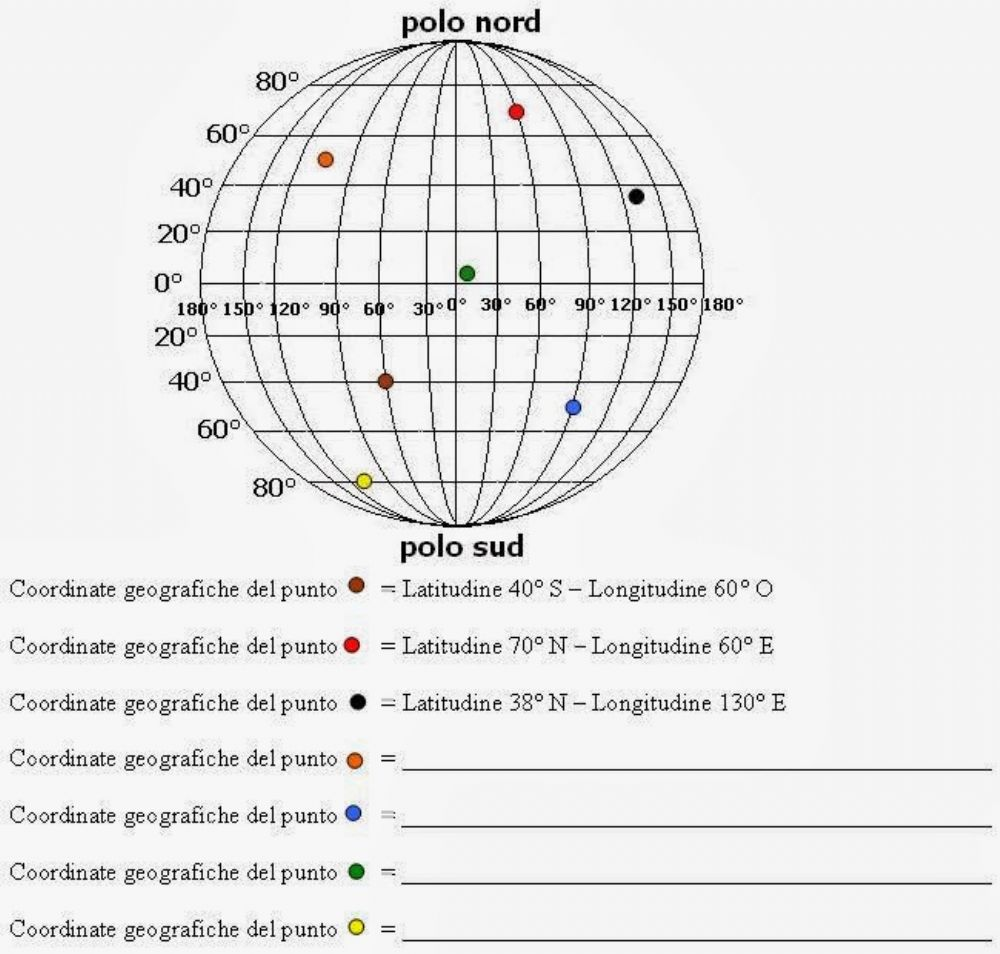 polo nord
80°
60°
40°
20°
0°
180° 150° 120° 90° 60° 30° 0° 30° 60° 90° 120° 150° 180°
20°
40°
60°
80°
polo sud
Coordinate geografiche del punto = Latitudine 40° S – Longitudine 60° O
Coordinate geografiche del punto = Latitudine 70° N – Longitudine 60° E
Coordinate geografiche del punto = Latitudine 38° N – Longitudine 130° E
Coordinate geografiche del punto =
Coordinate geografiche del punto =
Coordinate geografiche del punto =
Coordinate geografiche del punto =